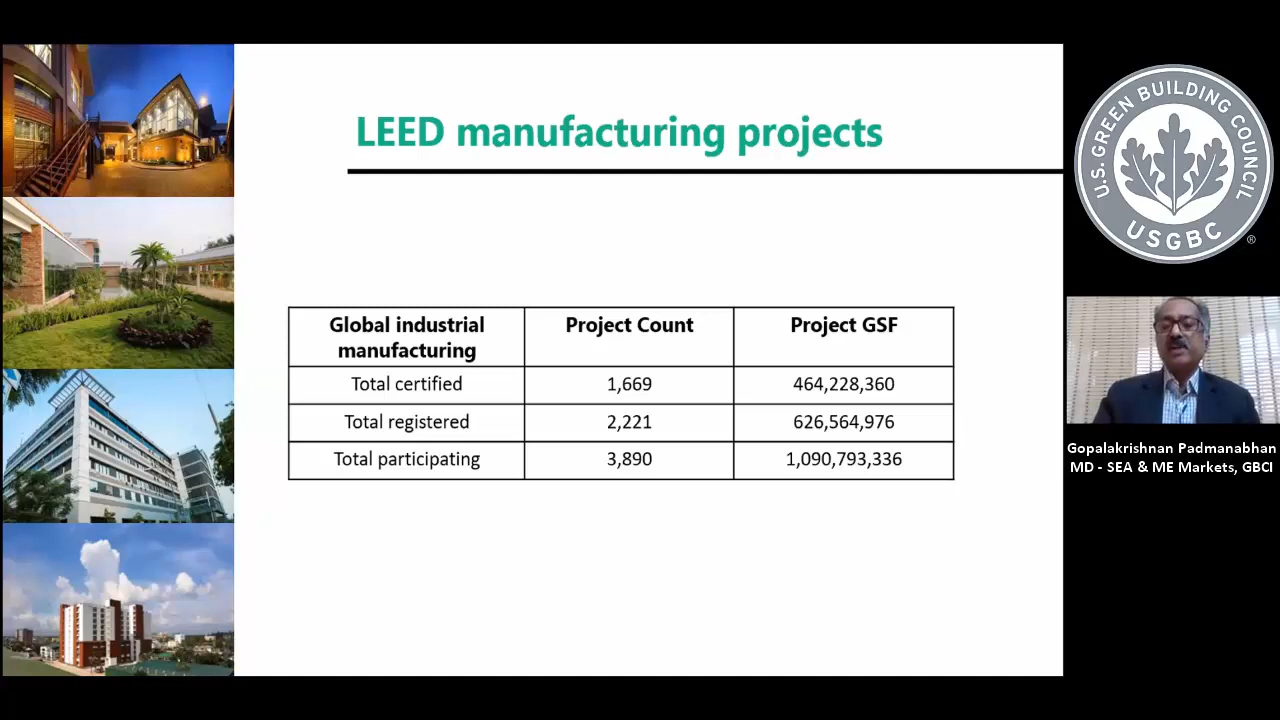 LEED manufacturing projects
Global industrial manufacturing Project Count Project GSF
Total certified 1,669 464,228,360
Total registered 2,221 626,564,976
Total participating 3,890 1,090,793,336
U.S. GREEN BUILDING COUNCIL
USGBC
®
Gopalakrishnan Padmanabhan
MD - SEA & ME Markets, GBCI